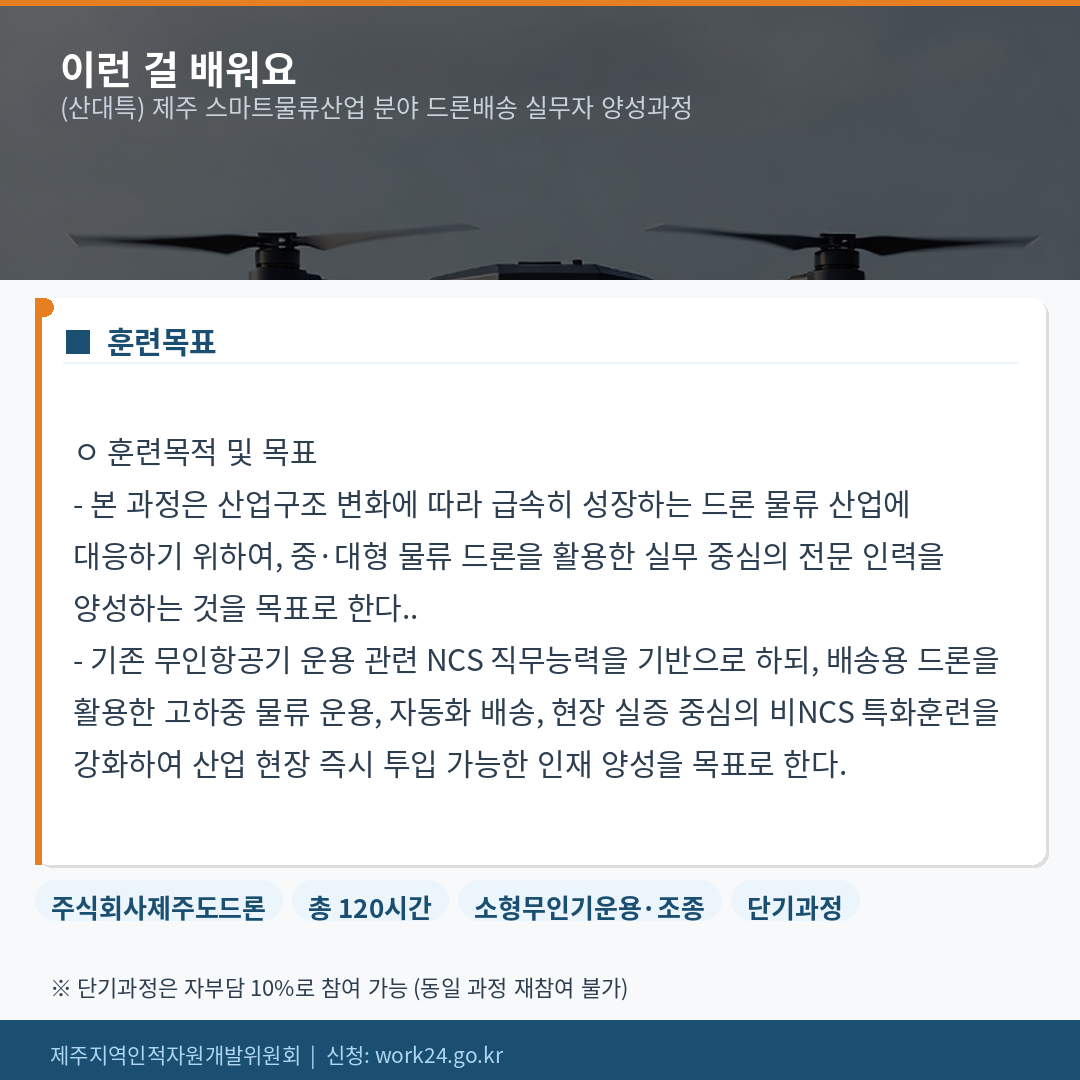 이런 걸 배워요
(산대특) 제주 스마트물류산업 분야 드론배송 실무자 양성과정
■ 훈련목표
ㅇ 훈련목적 및 목표
- 본 과정은 산업구조 변화에 따라 급속히 성장하는 드론 물류 산업에
대응하기 위하여, 중·대형 물류 드론을 활용한 실무 중심의 전문 인력을
양성하는 것을 목표로 한다..
- 기존 무인항공기 운용 관련 NCS 직무능력을 기반으로 하되, 배송용 드론을
활용한 고하중 물류 운용, 자동화 배송, 현장 실증 중심의 비NCS 특화훈련을
강화하여 산업 현장 즉시 투입 가능한 인재 양성을 목표로 한다.
주식회사제주도드론 총 120시간 소형무인기운용·조종 단기과정
※ 단기과정은 자부담 10%로 참여 가능 (동일 과정 재참여 불가)
제주지역인적자원개발위원회 | 신청: work24.go.kr